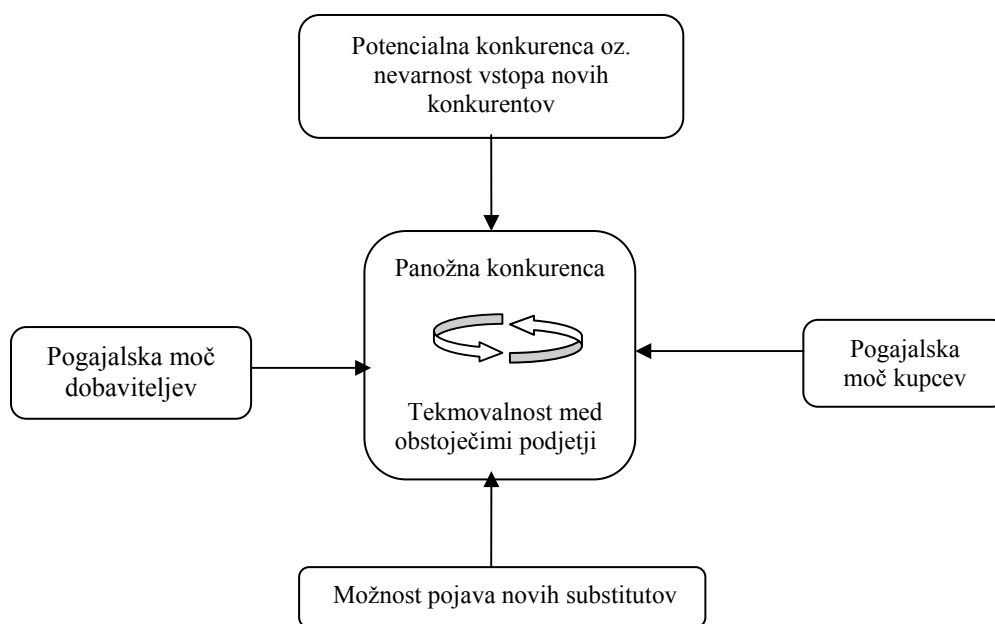 Potencialna konkurenca oz.
nevarnost vstopa novih
konkurentov
Panožna konkurenca
Pogajalska moč
dobaviteljev
Pogajalska
moč kupcev
Tekmovalnost med
obstoječimi podjetji
Možnost pojava novih substitutov